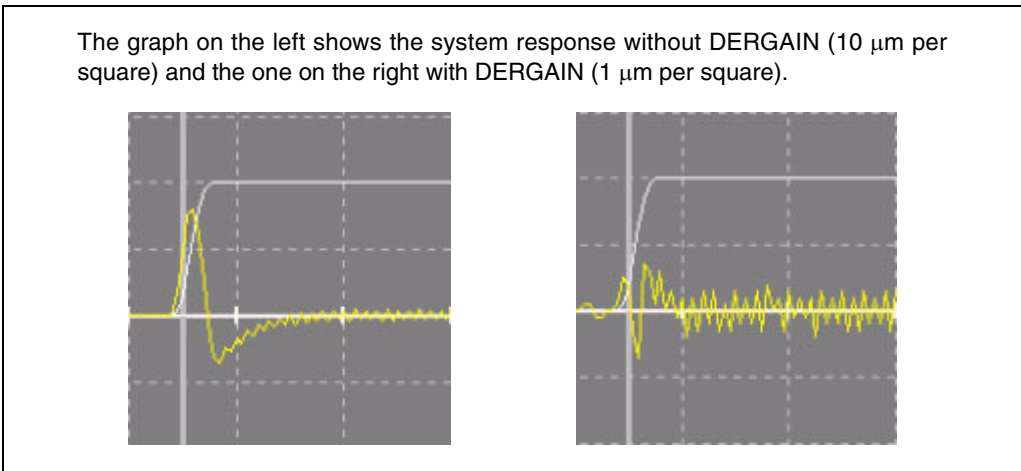 The graph on the left shows the system response without DERGAIN (10 μm per
square) and the one on the right with DERGAIN (1 μm per square).